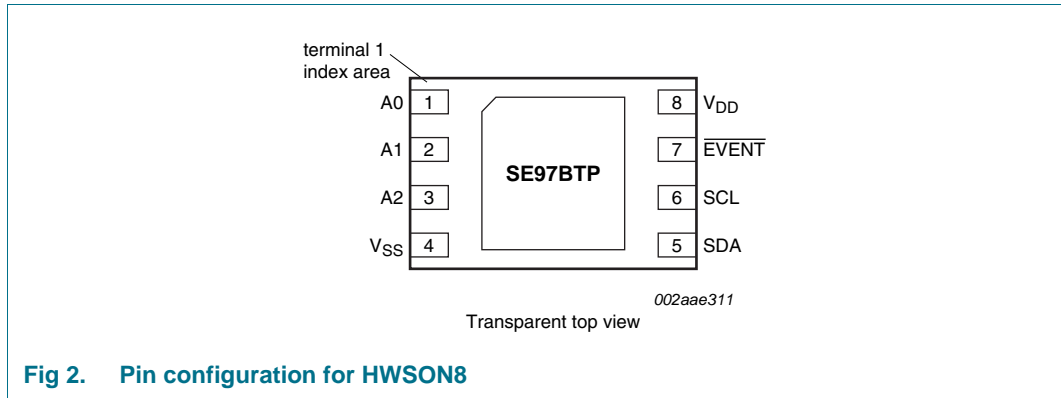 terminal 1
index area
A0 1
A1 2
A2 3
VSS 4
SE97BTP
8 VDD
7 EVENT
6 SCL
5 SDA
002aae311
Transparent top view
Fig 2. Pin configuration for HWSON8